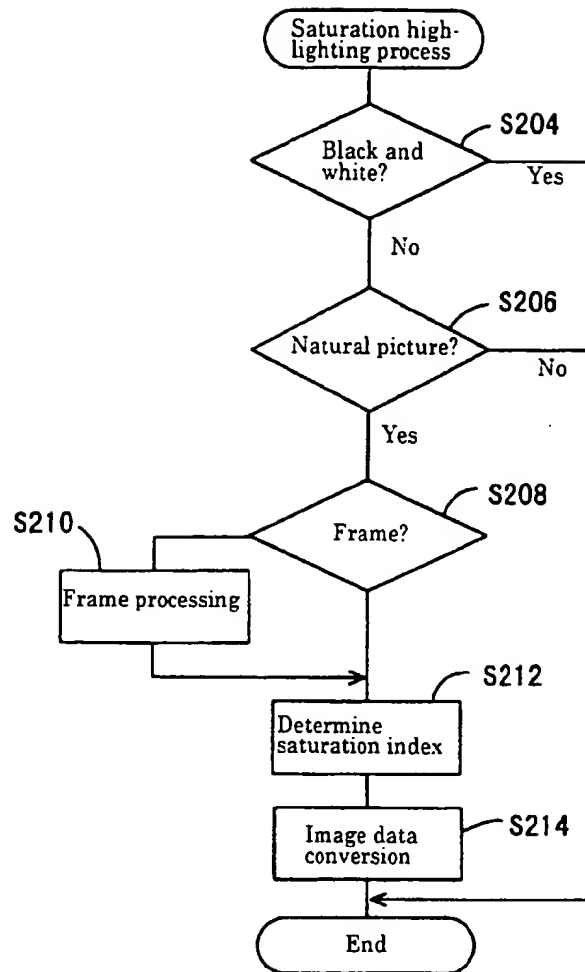 Saturation high-
lighting process
S204
Black and
white?
Yes
No
S206
Natural picture?
No
Yes
S208
S210
Frame?
Frame processing
S212
Determine
saturation index
S214
Image data
conversion
End